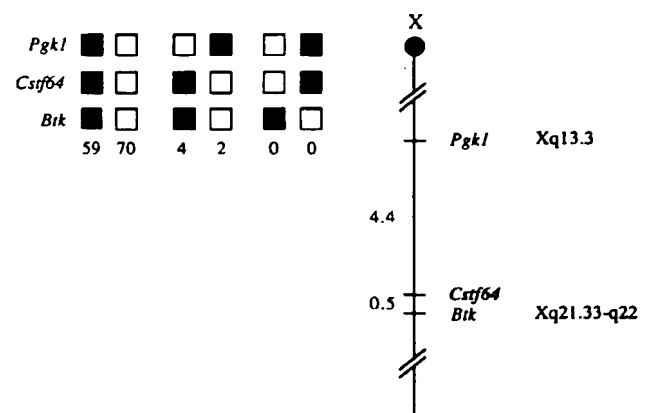 Pgk1
Cstf64
Btk
59 70 4 2 0 0
X
Pgk1 Xq13.3
4.4
Cstf64
0.5
Btk Xq21.33-q22